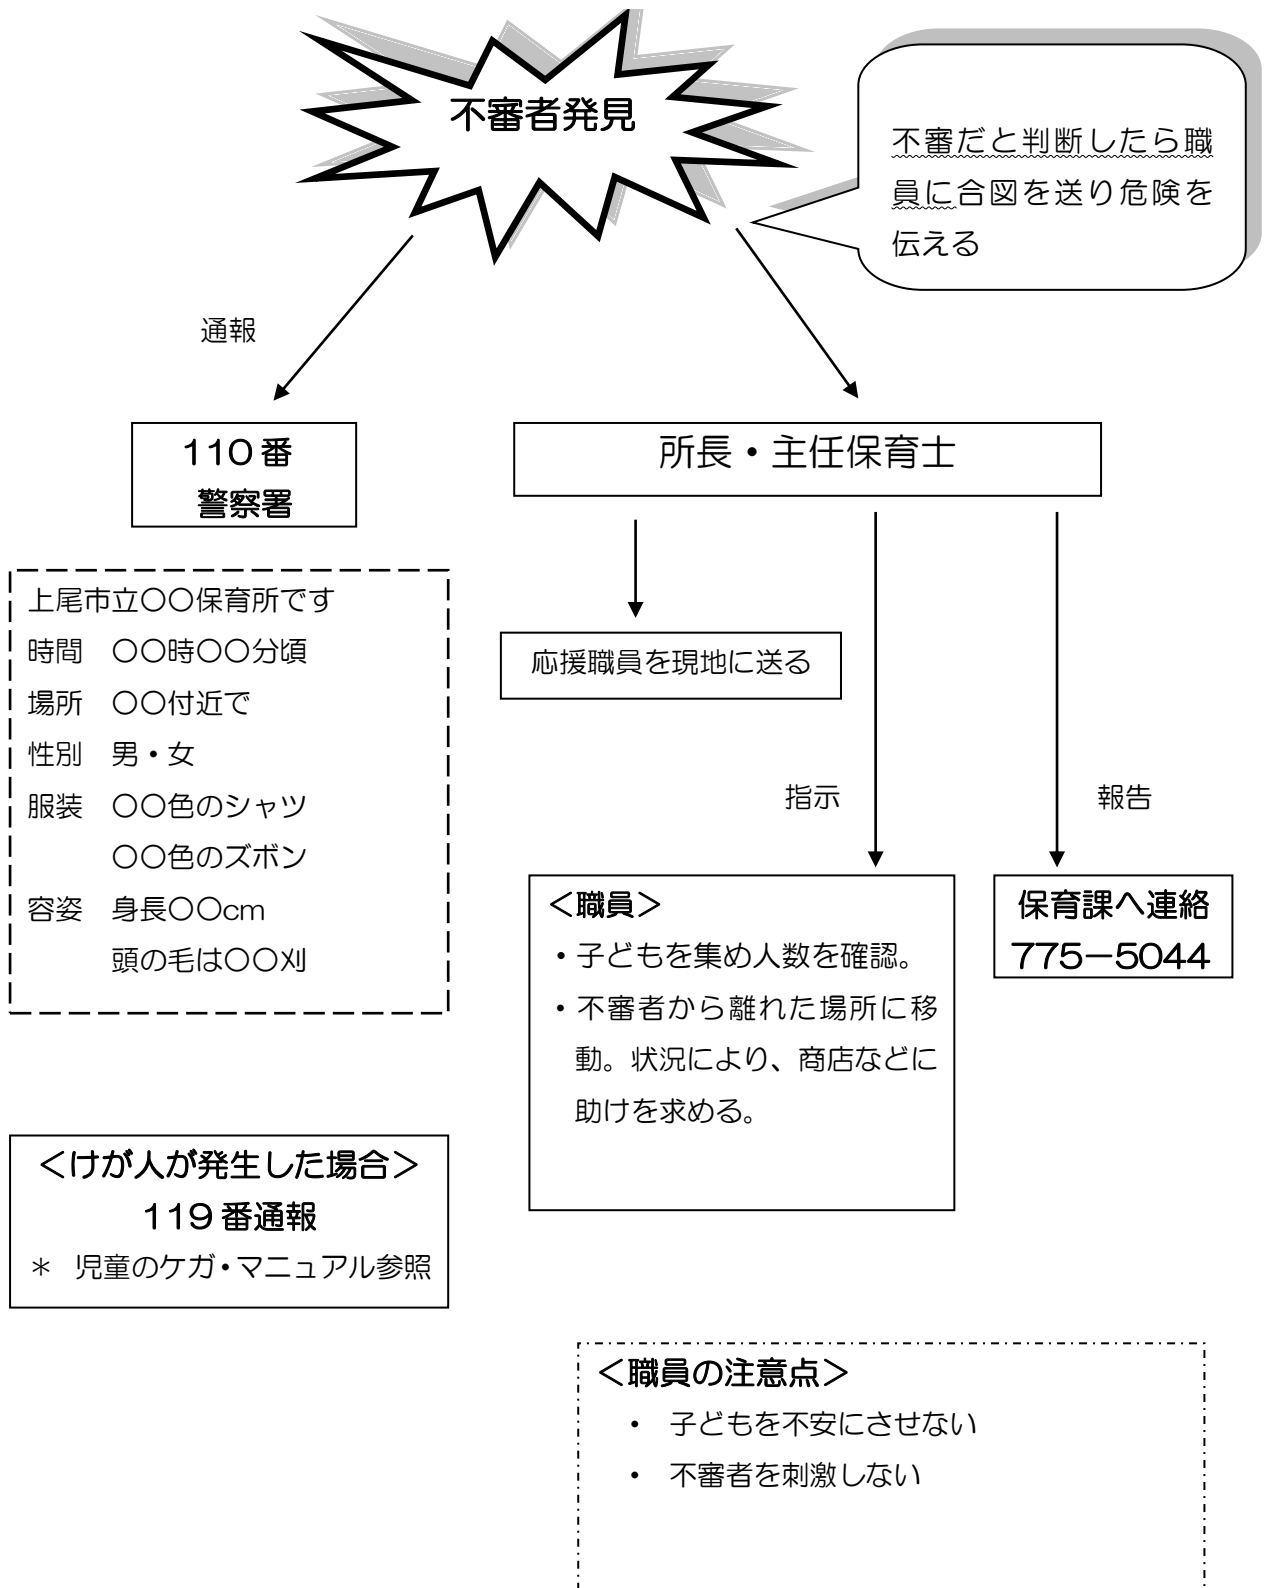 不審者発見
不審だと判断したら職
員に合図を送り危険を
伝える
通報
110番
警察署
所長・主任保育士
上尾市立〇〇保育所です
時間　〇〇時〇〇分頃
場所　〇〇付近で
性別　男・女
服装　〇〇色のシャツ
〇〇色のズボン
容姿　身長〇〇cm
頭の毛は〇〇刈
応援職員を現地に送る
指示
報告
＜職員＞
・子どもを集め人数を確認。
・不審者から離れた場所に移
動。状況により、商店などに
助けを求める。
保育課へ連絡
775－5044
＜けが人が発生した場合＞
119番通報
＊　児童のケガ・マニュアル参照
＜職員の注意点＞
・　子どもを不安にさせない
・　不審者を刺激しない